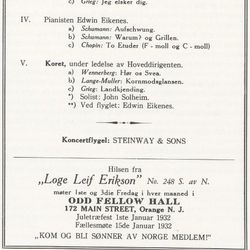 c) Grieg: Jeg elsker dig.
IV. Pianisten Edwin Eikenes.
a) Schumann: Aufschwung.
b) Schumann: Warum? og Grillen.
c) Chopin: To Etuder (F - moll og C - moll)
V. Koret, under ledelse av Hoveddirigenten.
a) Wennerberg: Hør os Svea.
b) Lange-Muller: Kornmodsglansen.
c) Grieg: Landkjending.
*) Solist: John Solheim.
**) Ved flyglet: Edwin Eikenes.
Koncertflygel: STEINWAY & SONS
Hilsen fra
„Loge Leif Erikson" No. 248 S. av N.
møter 1ste og 3die Fredag i hver maaned i
ODD FELLOW HALL
172 MAIN STREET, Orange N. J.
Juletræfest 1ste Januar 1932
Fællesmøte 15de Januar 1932
„KOM OG BLI SØNNER AV NORGE MEDLEM!"